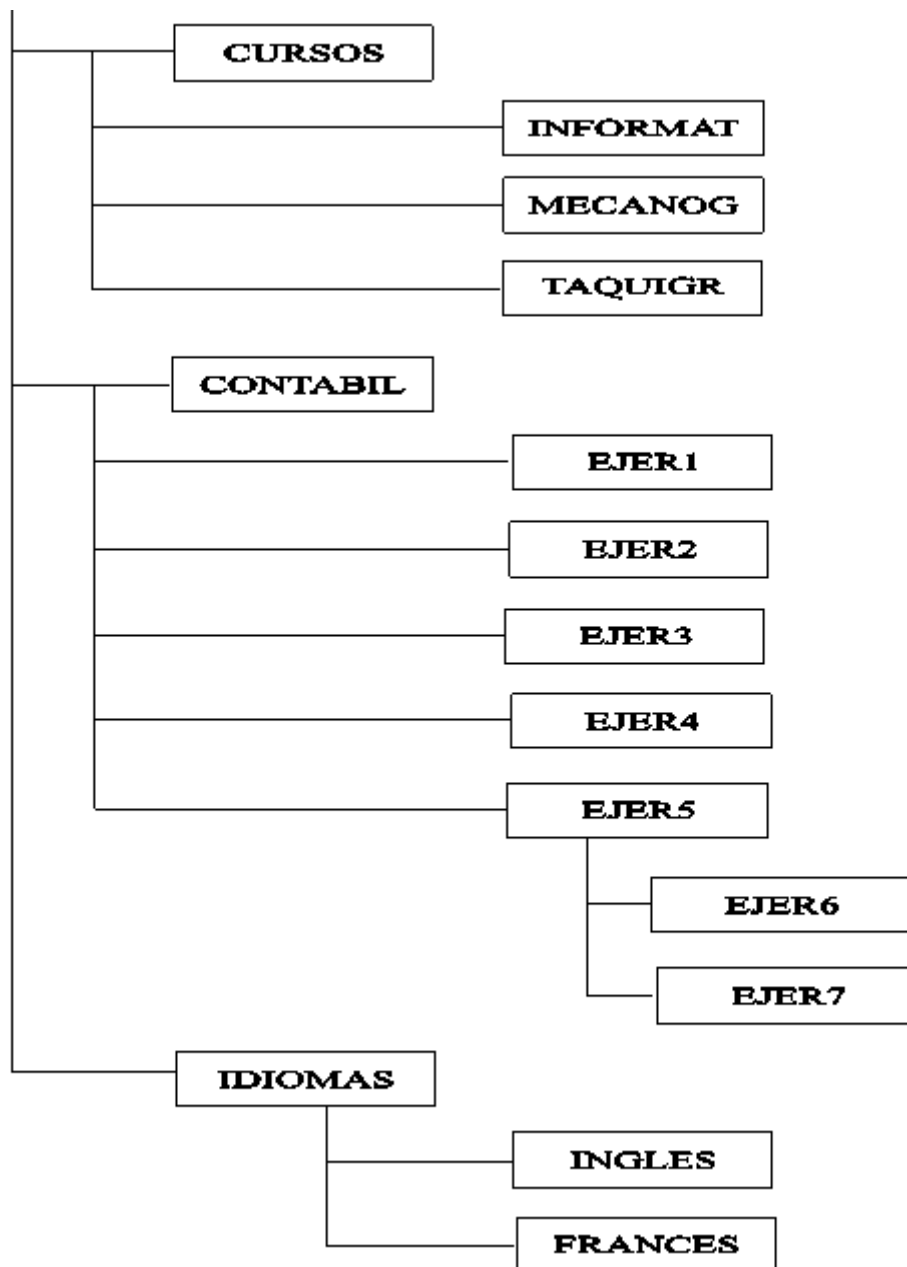 CURSOS
INFORMAT
MECANOG
TAQUIGR
CONTABIL
EJER1
EJER2
EJER3
EJER4
EJER5
EJER6
EJER7
IDIOMAS
INGLES
FRANCES